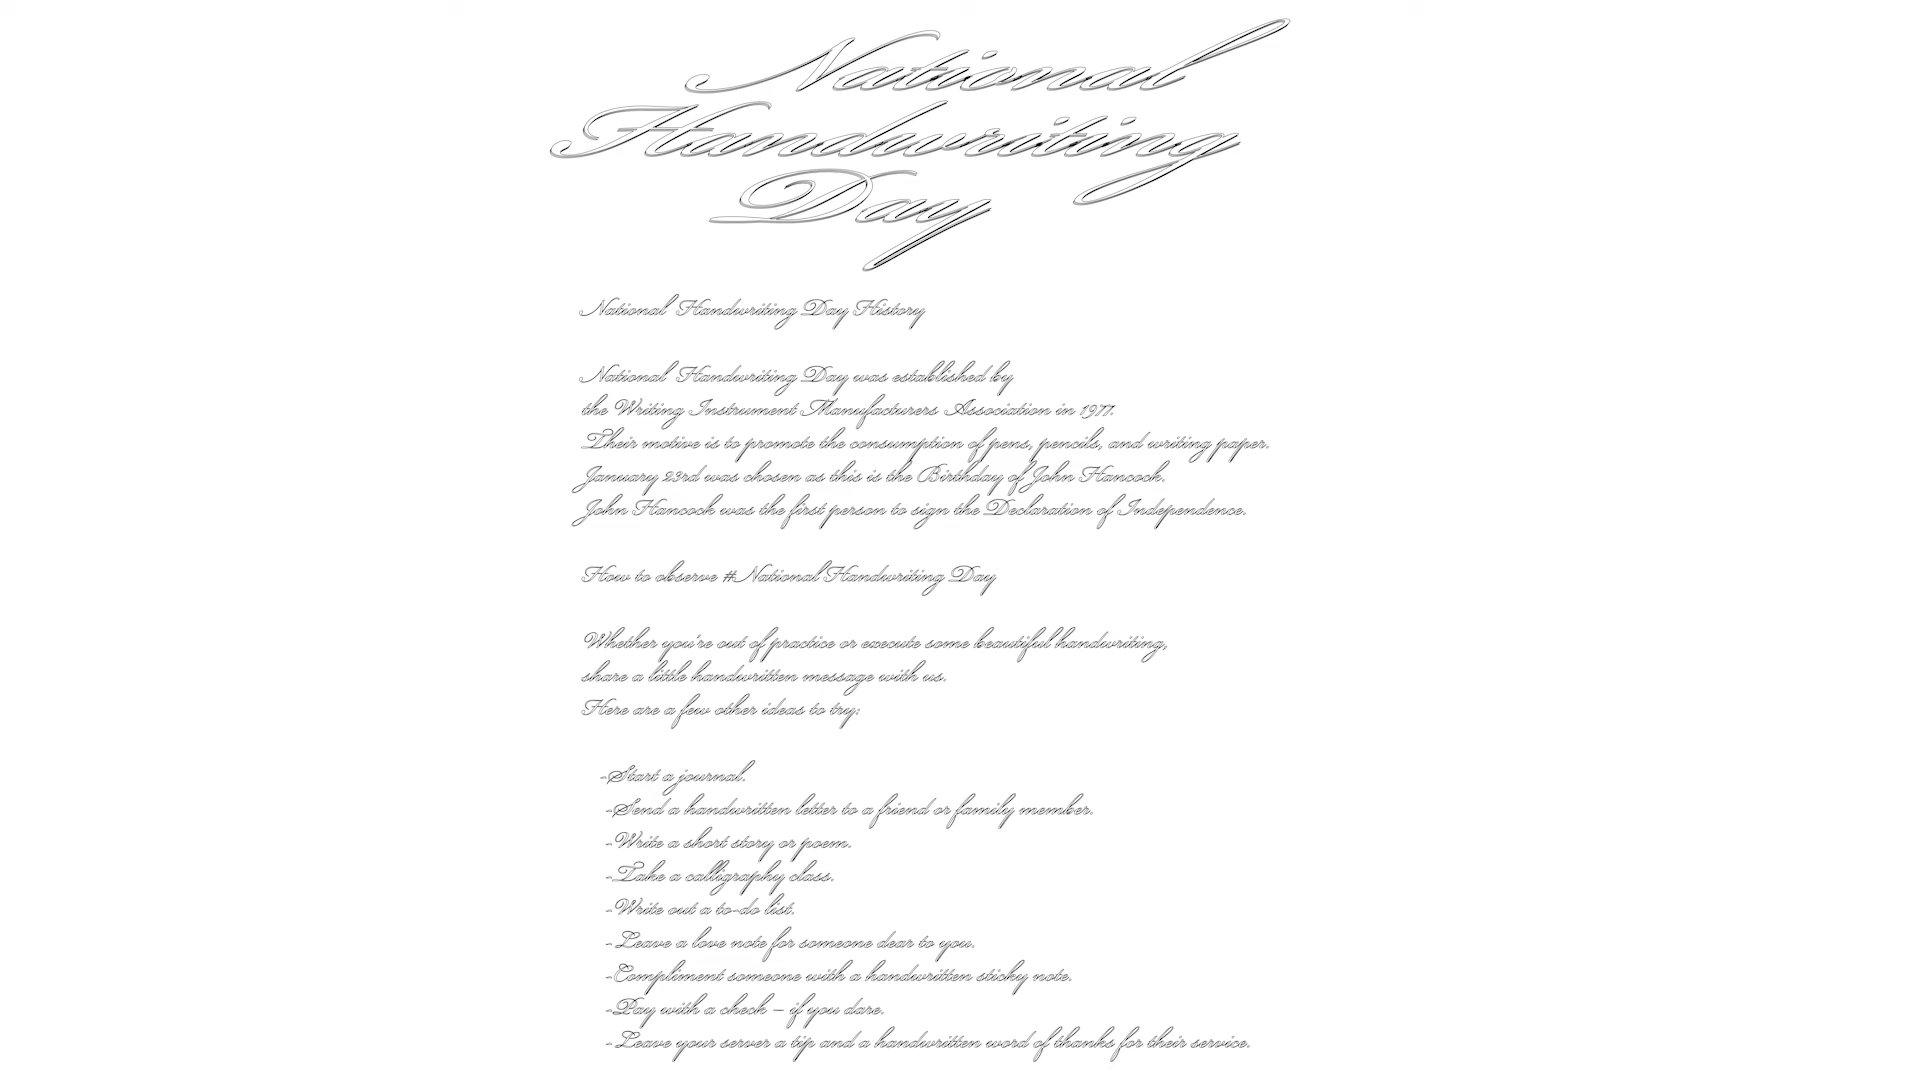 National
Handwriting
Day
National Handwriting Day History
National Handwriting Day was established by
the Writing Instrument Manufacturers Association in 1977.
Their motive is to promote the consumption of pens, pencils, and writing paper.
January 23rd was chosen as this is the Birthday of John Hancock.
John Hancock was the first person to sign the Declaration of Independence.
How to observe #National Handwriting Day
Whether you're out of practice or execute some beautiful handwriting,
share a little handwritten message with us.
Here are a few other ideas to try:
-Start a journal.
-Send a handwritten letter to a friend or family member.
-Write a short story or poem.
-Take a calligraphy class.
-Write out a to-do list.
-Leave a love note for someone dear to you.
-Compliment someone with a handwritten sticky note.
-Pay with a check – if you dare.
-Leave your server a tip and a handwritten word of thanks for their service.